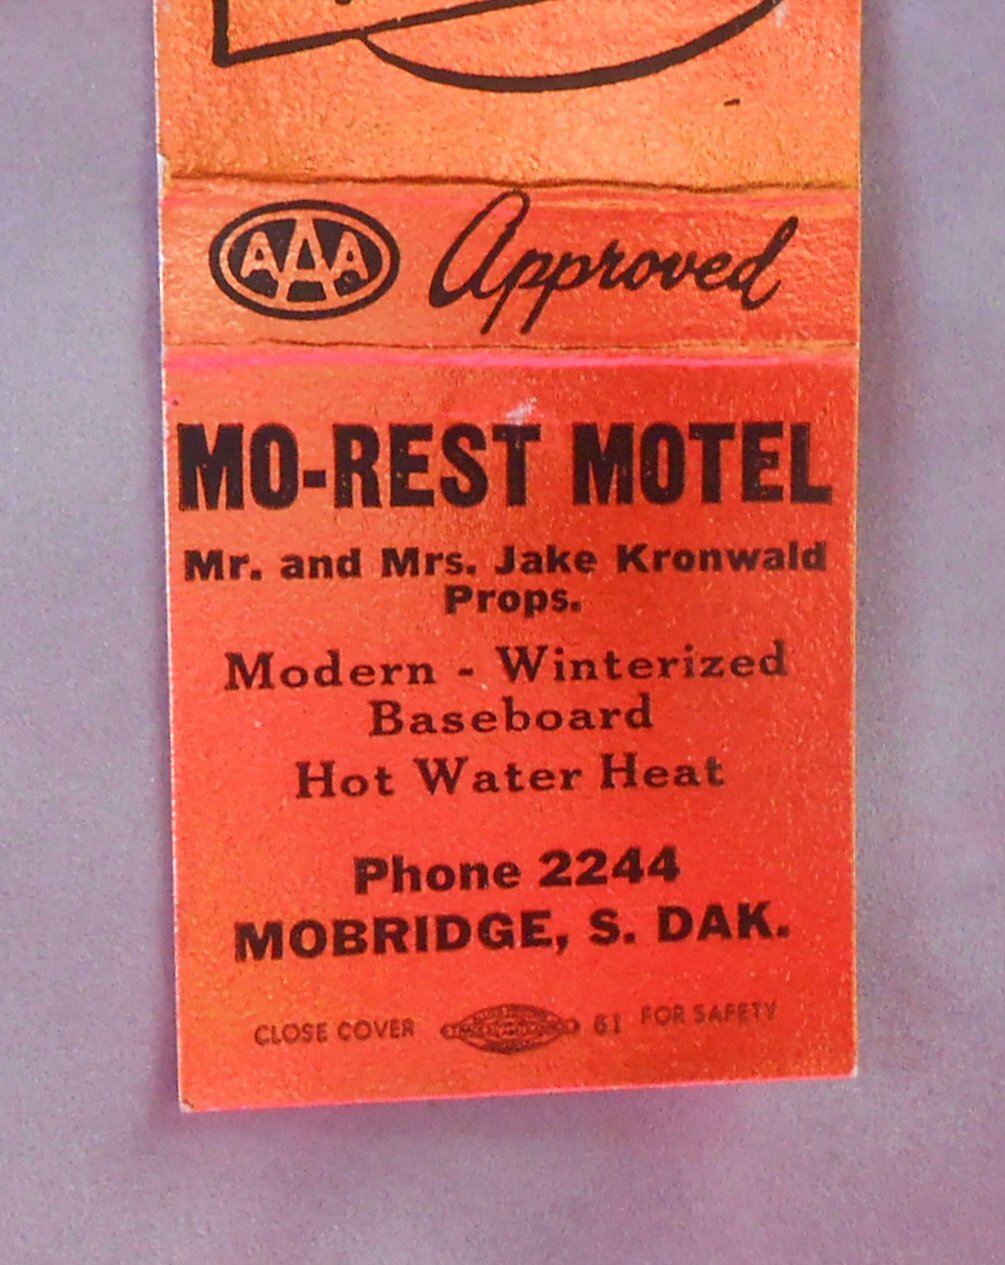 AAA Approved
MO-REST MOTEL
Mr. and Mrs. Jake Kronwald
Props.
Modern - Winterized
Baseboard
Hot Water Heat
Phone 2244
MOBRIDGE, S. DAK.
CLOSE COVER 61 FOR SAFETY